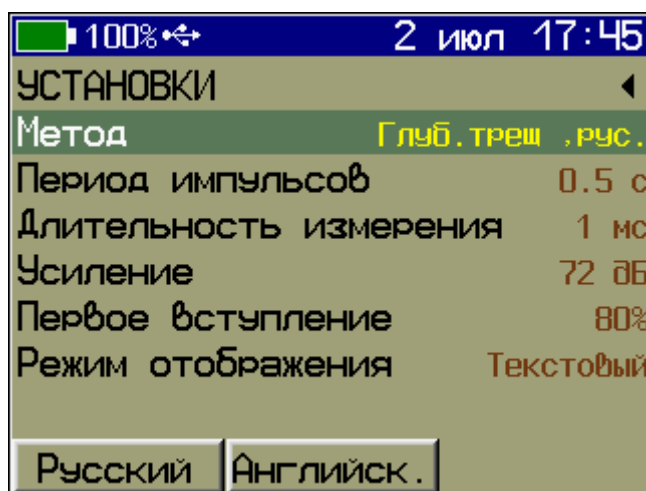 100% 2 июл 17:45
УСТАНОВКИ
Метод Глуб.трещ ,рус.
Период импульсов 0.5 с
Длительность измерения 1 мс
Усиление 72 дБ
Первое вступление 80%
Режим отображения Текстовый
Русский Английск.